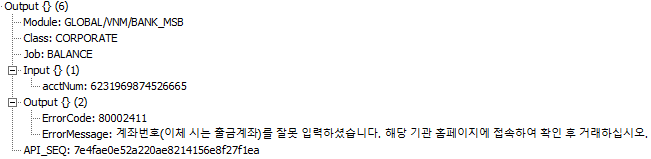 Output {} (6)
Module: GLOBAL/VNM/BANK_MSB
Class: CORPORATE
Job: BALANCE
Input {} (1)
acctNum: 6231969874526665
Output {} (2)
ErrorCode: 80002411
ErrorMessage: 계좌번호(이체 시는 출금계좌)를 잘못 입력하셨습니다. 해당 기관 홈페이지에 접속하여 확인 후 거래하십시오.
API_SEQ: 7e4fae0e52a220ae8214156e8f27f1ea